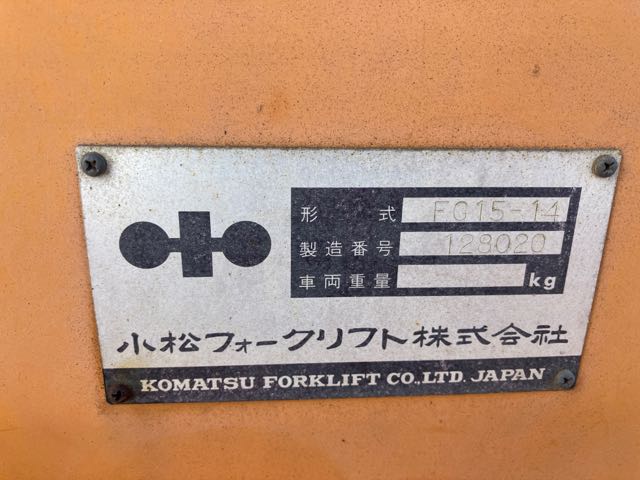 形式 FG15-14
製造番号 128020
車両重量 kg
小松フォークリフト株式会社
KOMATSU FORKLIFT CO.,LTD. JAPAN